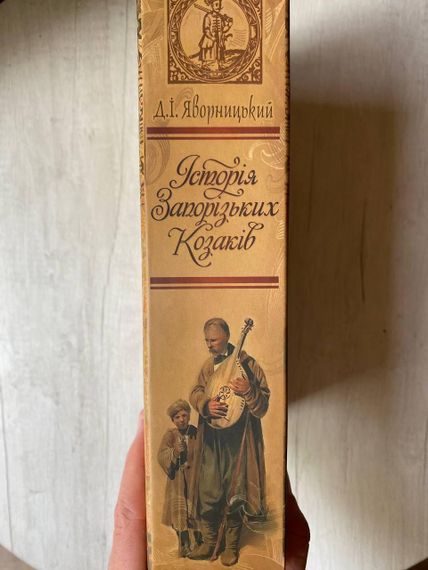 Д.І. Яворницький
Історія
Запорізьких
Козаків